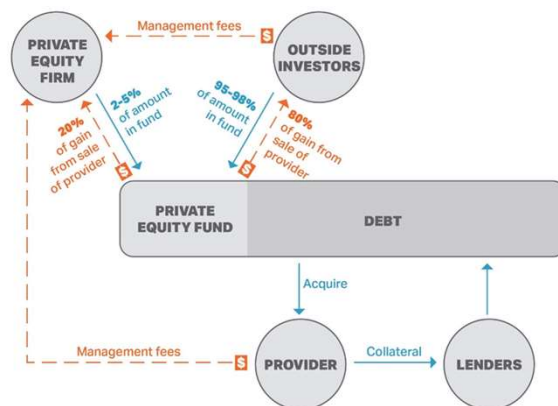 Management fees
$
PRIVATE
EQUITY
FIRM
OUTSIDE
INVESTORS
2-5%
of amount
in fund
20%
of gain
from sale
of provider
$
95-98%
of amount
in fund
80%
of gain from
sale of
provider
$
PRIVATE
EQUITY FUND
DEBT
Acquire
Management fees
$
PROVIDER
Collateral
LENDERS